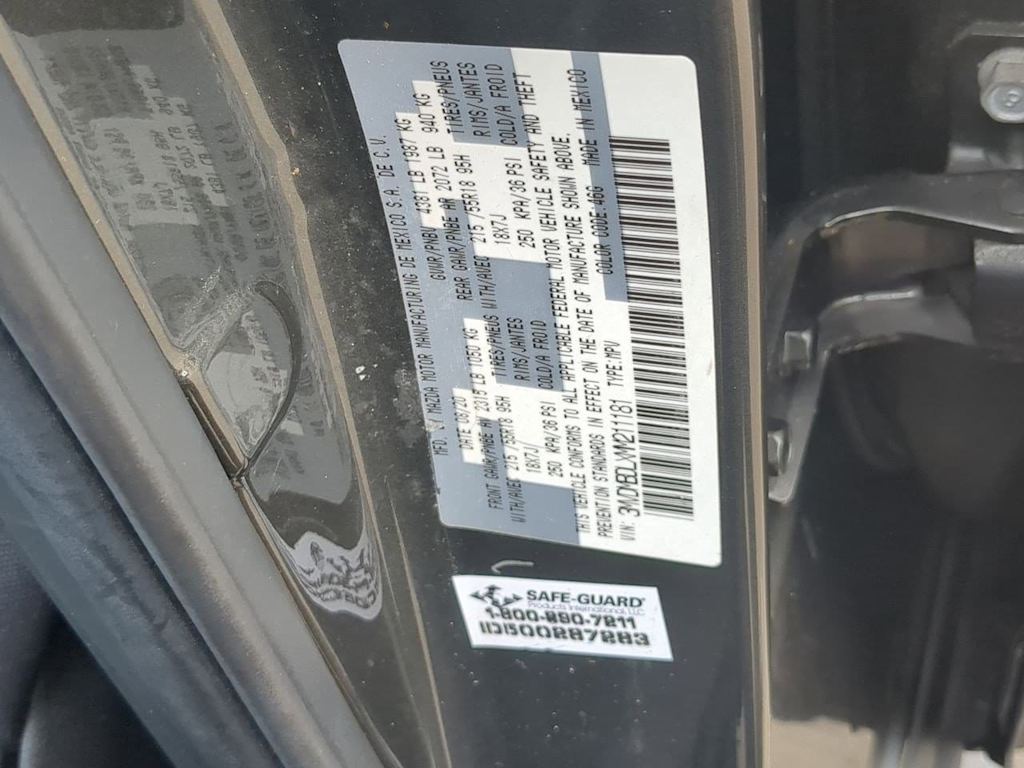 MFD. BY MAZDA MOTOR MANUFACTURING DE MEXICO S.A. DE C.V.
DATE 08/20 GVWR/PNBV 4381 LB 1987 KG
FRONT GAWR/PNBE AV 2315 LB 1050 KG REAR GAWR/PNBE AR 2072 LB 940 KG
WITH/AVEC 215/55R18 95H TIRES/PNEUS WITH/AVEC 215/55R18 95H TIRES/PNEUS
18X7J RIMS/JANTES 18X7J RIMS/JANTES
250 KPA/36 PSI COLD/A FROID 250 KPA/36 PSI COLD/A FROID
THIS VEHICLE CONFORMS TO ALL APPLICABLE FEDERAL MOTOR VEHICLE SAFETY AND THEFT
PREVENTION STANDARDS IN EFFECT ON THE DATE OF MANUFACTURE SHOWN ABOVE.
VIN: TYPE:MPV COLOR CODE 46G MADE IN MEXICO
SAFE-GUARD
Products International, LLC
1-800-890-7211